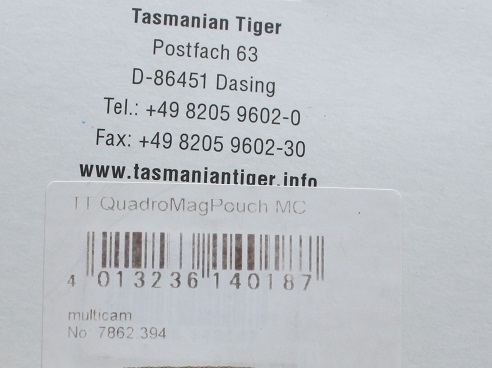 Tasmanian Tiger
Postfach 63
D-86451 Dasing
Tel.: +49 8205 9602-0
Fax: +49 8205 9602-30
www.tasmaniantiger.info
TT QuadroMagPouch MC
4 013236 140187
multicam
No 7862.394